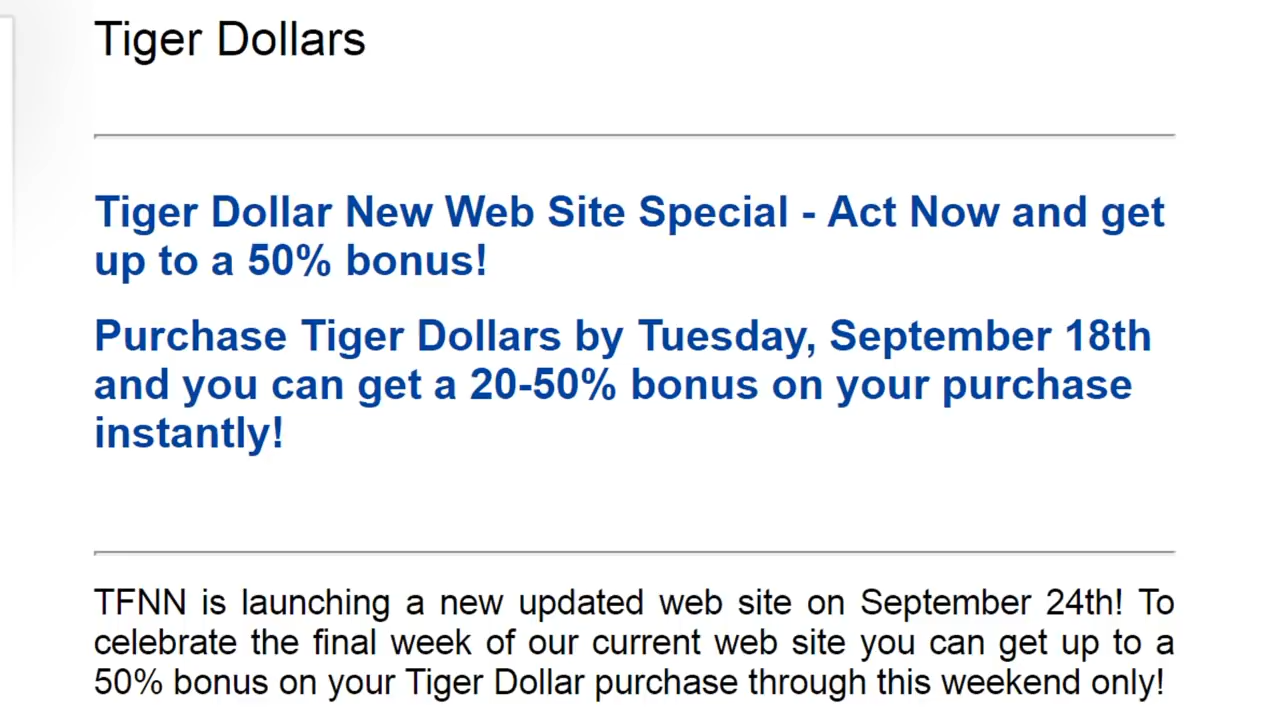 Tiger Dollars
Tiger Dollar New Web Site Special - Act Now and get
up to a 50% bonus!
Purchase Tiger Dollars by Tuesday, September 18th
and you can get a 20-50% bonus on your purchase
instantly!
TFNN is launching a new updated web site on September 24th! To
celebrate the final week of our current web site you can get up to a
50% bonus on your Tiger Dollar purchase through this weekend only!